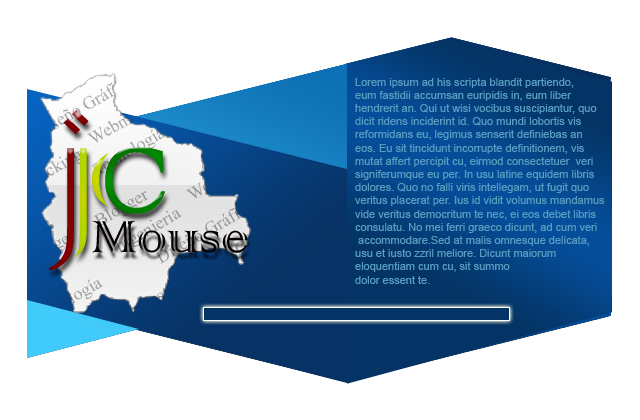 jcc
Mouse
Lorem ipsum ad his scripta blandit partiendo,
eum fastidii accumsan euripidis in, eum liber
hendrerit an. Qui ut wisi vocibus suscipiantur, quo
dicit ridens inciderint id. Quo mundi lobortis vis
reformidans eu, legimus senserit definiebas an
eos. Eu sit tincidunt incorrupte definitionem, vis
mutat affert percipit cu, eirmod consectetuer veri
signiferumque eu per. In usu latine equidem libris
dolores. Quo no falli viris intellegam, ut fugit quo
veritus placerat per. Ius id vidit volumus mandamus
vide veritus democritum te nec, ei eos debet libris
consulatu. No mei ferri graeco dicunt, ad cum veri
accommodare.Sed at malis omnesque delicata,
usu et iusto zzril meliore. Dicunt maiorum
eloquentiam cum cu, sit summo
dolor essent te.